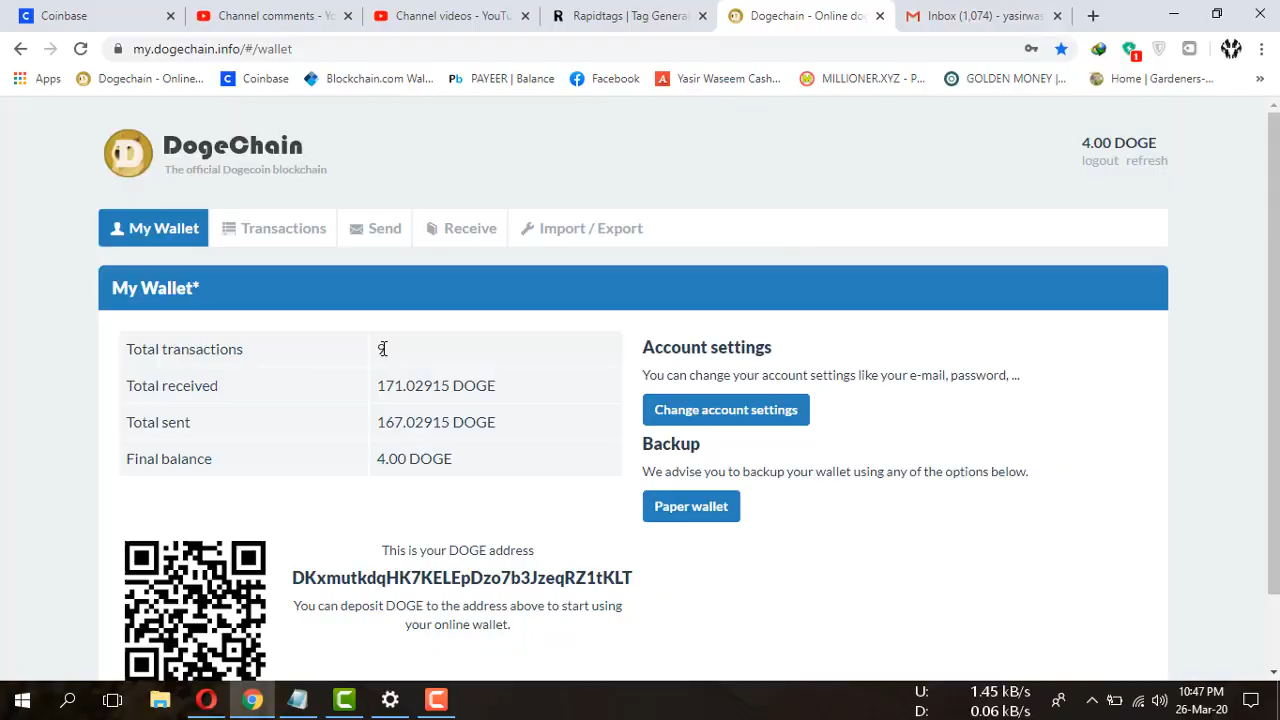 Coinbase
Channel comments - Yo
Channel videos - YouTu
Rapidtags | Tag Genera
Dogechain - Online do
Inbox (1,074) - yasirwas
my.dogechain.info/#/wallet
1
Apps
Dogechain - Online...
Coinbase
Blockchain.com Wal...
PAYEER | Balance
Facebook
Yasir Waseem Cash...
MILLIONER.XYZ - P...
GOLDEN MONEY |...
Home | Gardeners-...
»
DogeChain
The official Dogecoin blockchain
4.00 DOGE
logout refresh
My Wallet
Transactions
Send
Receive
Import / Export
My Wallet*
Total transactions 9
Total received 171.02915 DOGE
Total sent 167.02915 DOGE
Final balance 4.00 DOGE
Account settings
You can change your account settings like your e-mail, password, ...
Change account settings
Backup
We advise you to backup your wallet using any of the options below.
Paper wallet
This is your DOGE address
DKxmutkdqHK7KELEpDzo7b3JzeqRZ1tKLT
You can deposit DOGE to the address above to start using
your online wallet.
U: 1.45 kB/s
D: 0.06 kB/s
10:47 PM
26-Mar-20